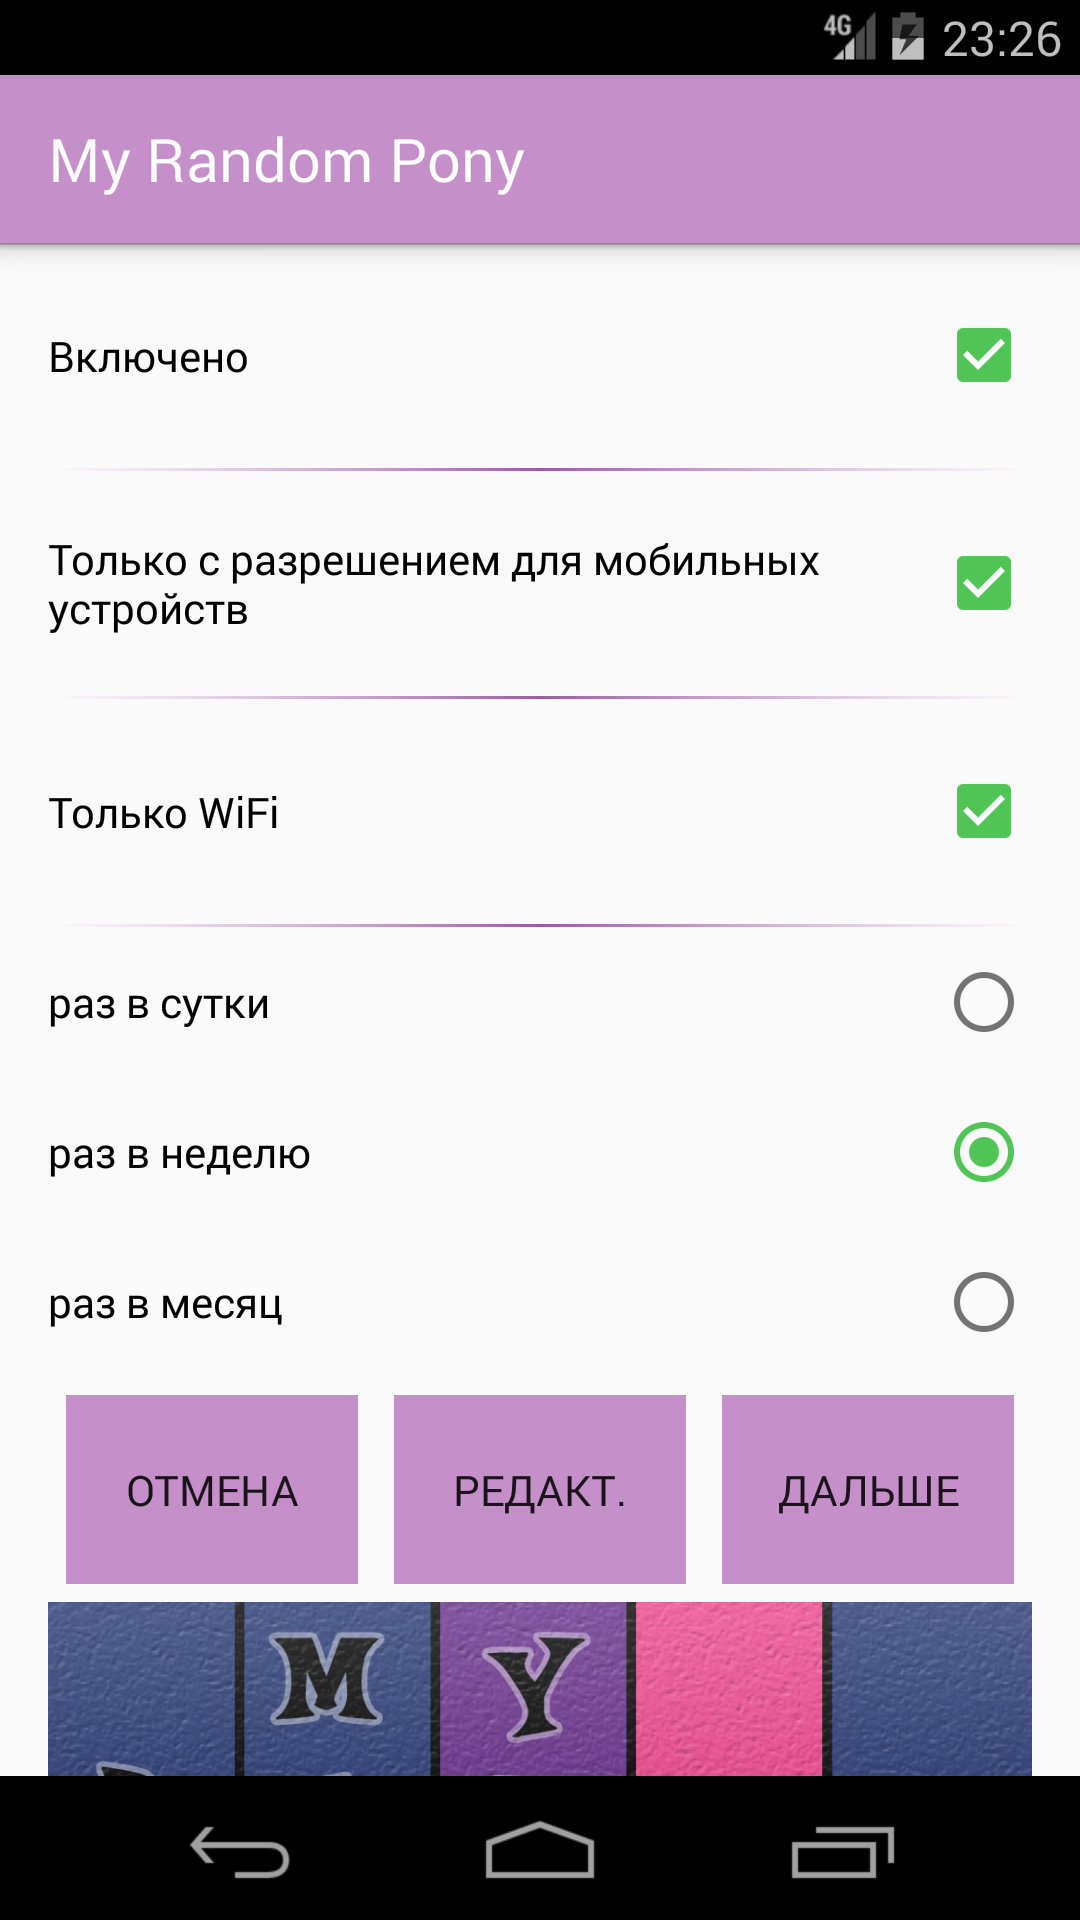 4G 23:26
My Random Pony
Включено
Только с разрешением для мобильных
устройств
Только WiFi
раз в сутки
раз в неделю
раз в месяц
ОТМЕНА РЕДАКТ. ДАЛЬШЕ
M Y